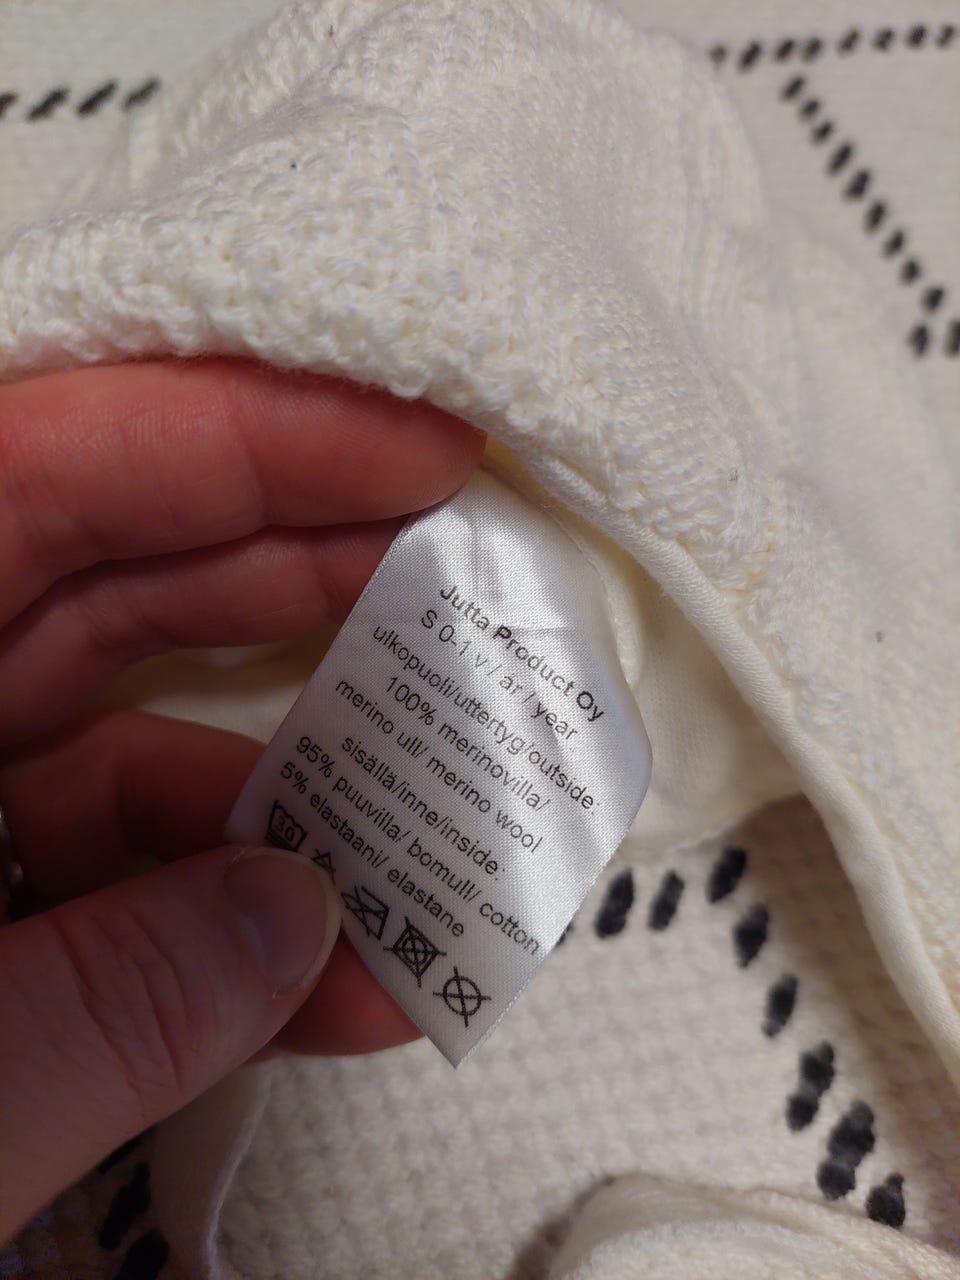 Jutta Product Oy
S 0-1 v / år / year
ulkopuoli/uttertyg/outside:
100% merinovilla/
merino ull/ merino wool
sisällä/inne/inside:
95% puuvilla/ bomull/ cotton
5% elastaani/ elastane
30